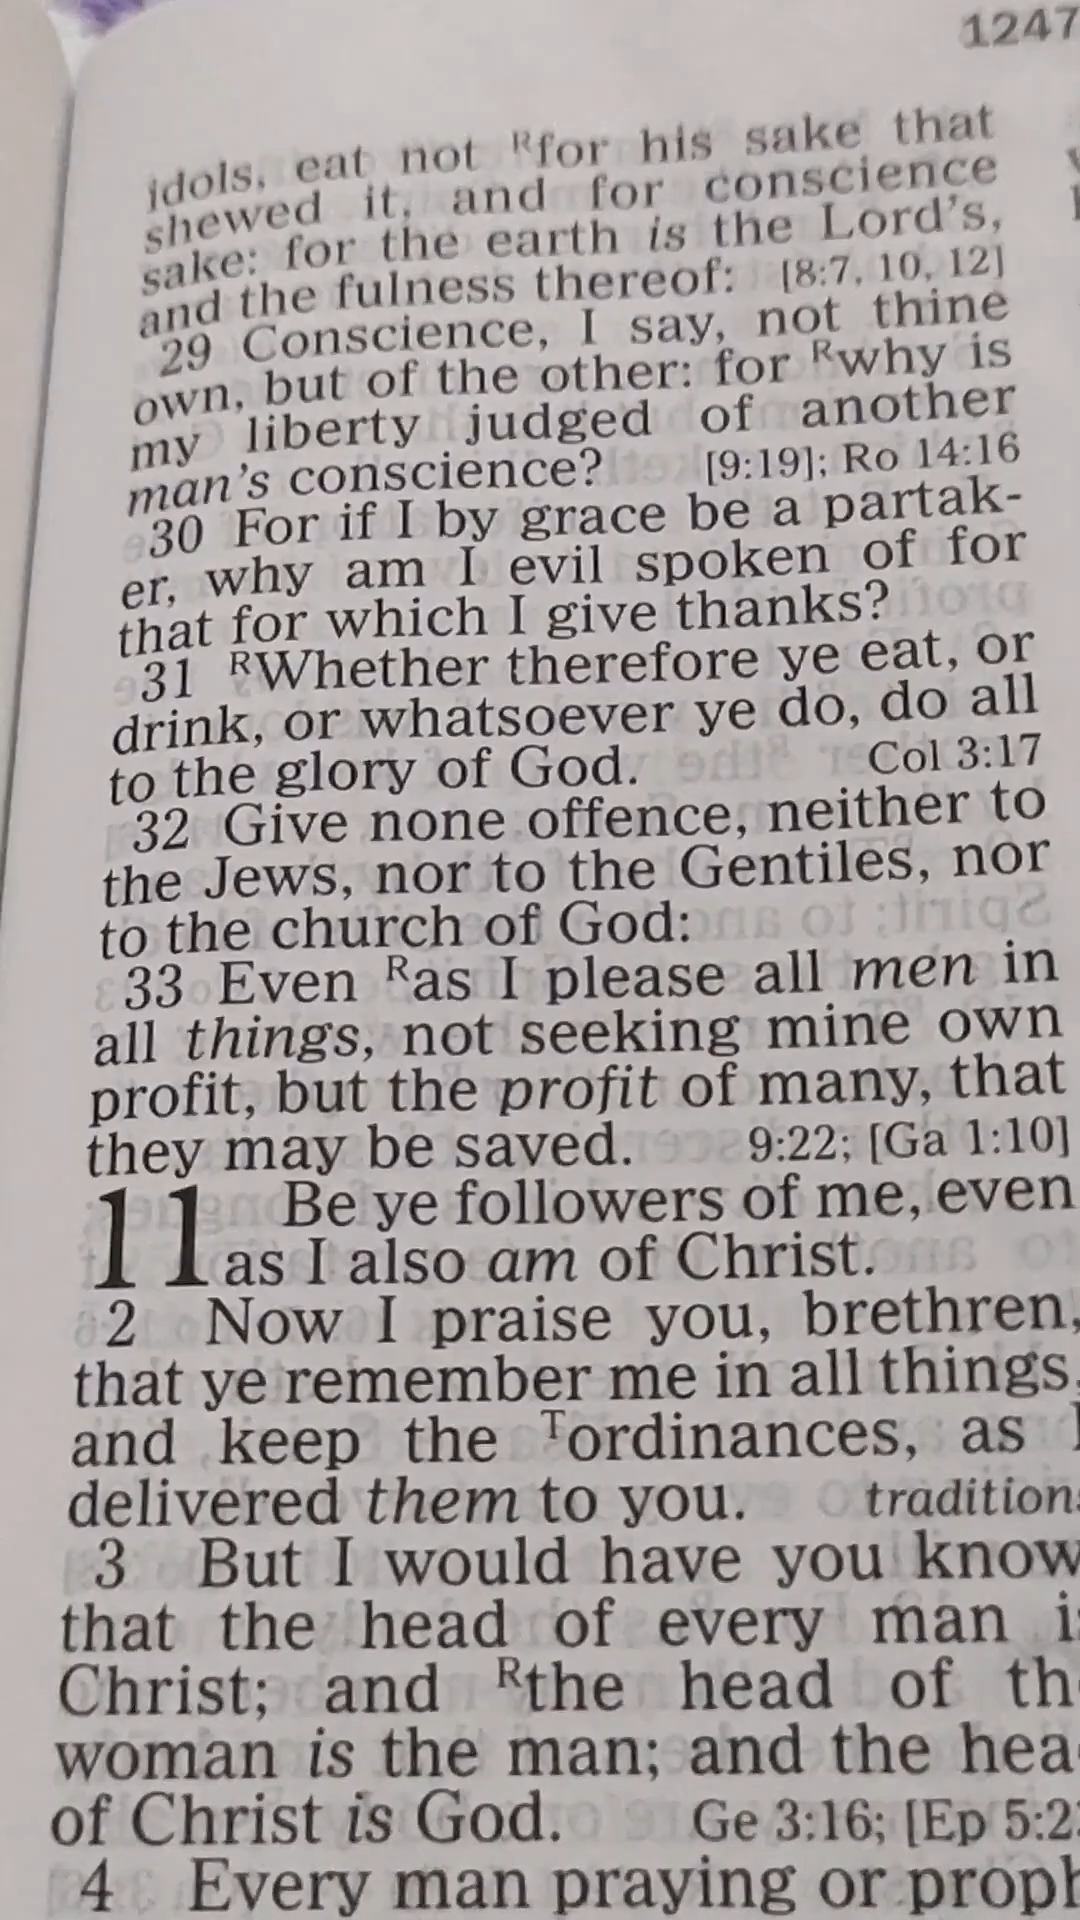 1247
idols, eat not Rfor his sake that
shewed it, and for conscience
sake: for the earth is the Lord's,
and the fulness thereof: [8:7, 10, 12]
29 Conscience, I say, not thine
own, but of the other: for Rwhy is
my liberty judged of another
man's conscience? [9:19]; Ro 14:16
30 For if I by grace be a partak-
er, why am I evil spoken of for
that for which I give thanks?
31 RWhether therefore ye eat, or
drink, or whatsoever ye do, do all
to the glory of God. Col 3:17
32 Give none offence, neither to
the Jews, nor to the Gentiles, nor
to the church of God:
33 Even Ras I please all men in
all things, not seeking mine own
profit, but the profit of many, that
they may be saved. 9:22; [Ga 1:10]
11 Be ye followers of me, even
as I also am of Christ.
2 Now I praise you, brethren,
that ye remember me in all things,
and keep the Tordinances, as I
delivered them to you. tradition
3 But I would have you know
that the head of every man
Christ; and Rthe head of
woman is the man; and the
of Christ is God. Ge 3:16; [Ep
4 Every man praying or